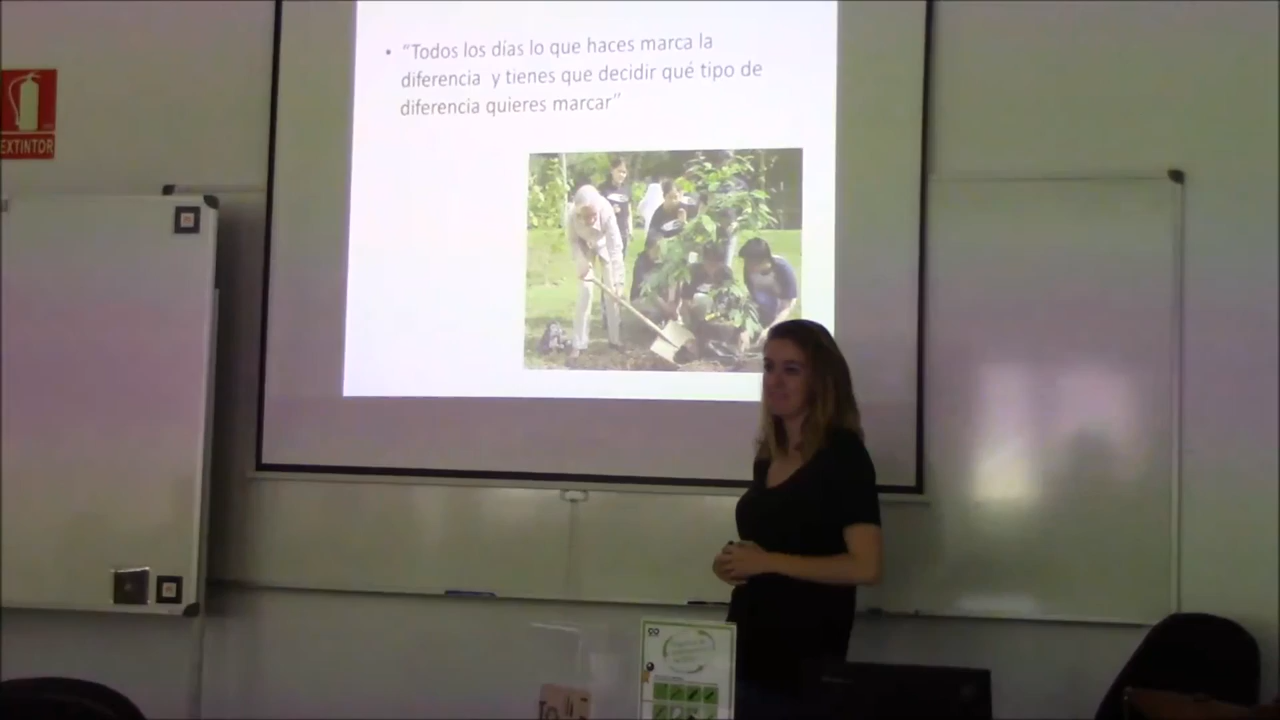 • “Todos los días lo que haces marca la
diferencia y tienes que decidir qué tipo de
diferencia quieres marcar”
EXTINTOR